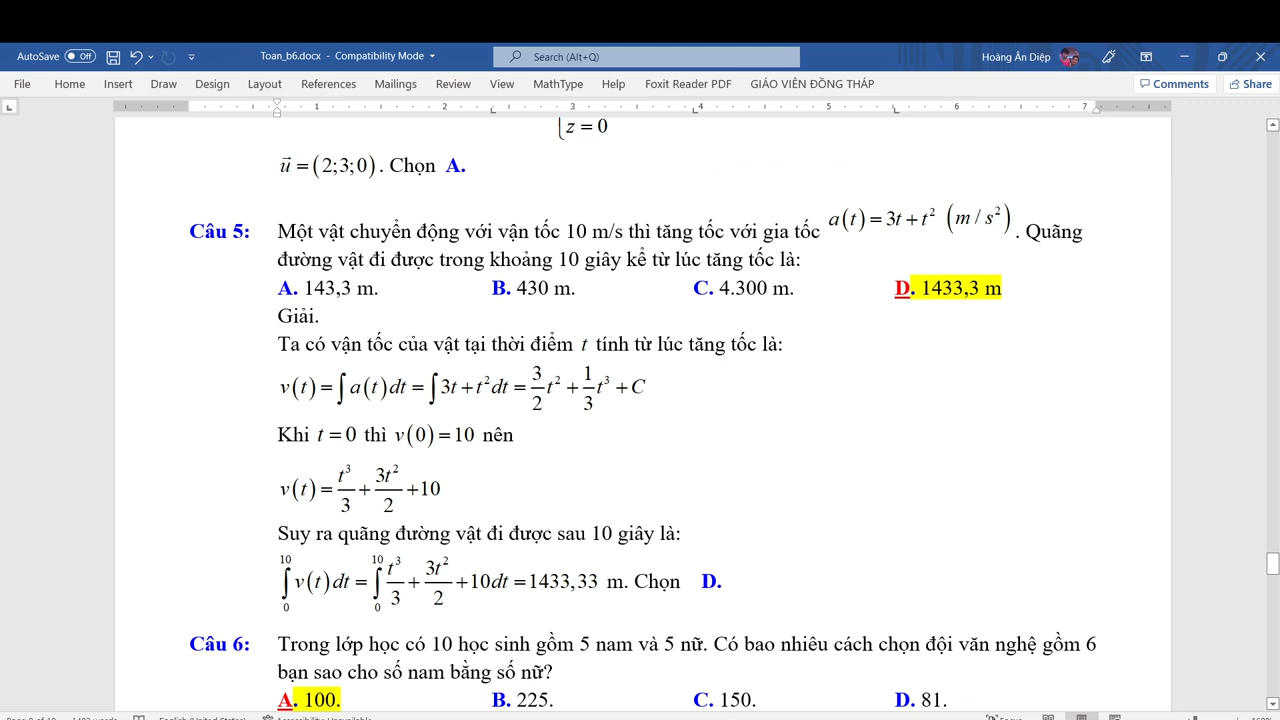 AutoSave Off Toan_b6.docx - Compatibility Mode Search (Alt+Q) Hoàng Ân Diệp
File Home Insert Draw Design Layout References Mailings Review View MathType Help Foxit Reader PDF GIÁO VIÊN ĐỒNG THÁP Comments Share
1 2 3 4 5 6 7
z = 0
u⃗ = (2;3;0). Chọn A.
Câu 5: Một vật chuyển động với vận tốc 10 m/s thì tăng tốc với gia tốc a(t) = 3t + t² (m / s²). Quãng
đường vật đi được trong khoảng 10 giây kể từ lúc tăng tốc là:
A. 143,3 m. B. 430 m. C. 4.300 m. D. 1433,3 m
Giải.
Ta có vận tốc của vật tại thời điểm t tính từ lúc tăng tốc là:
v(t) = ∫a(t)dt = ∫3t + t²dt = 3/2 t² + 1/3 t³ + C
Khi t = 0 thì v(0) = 10 nên
v(t) = t³/3 + 3t²/2 + 10
Suy ra quãng đường vật đi được sau 10 giây là:
∫₀¹⁰ v(t)dt = ∫₀¹⁰ t³/3 + 3t²/2 + 10dt = 1433,33 m. Chọn D.
Câu 6: Trong lớp học có 10 học sinh gồm 5 nam và 5 nữ. Có bao nhiêu cách chọn đội văn nghệ gồm 6
bạn sao cho số nam bằng số nữ?
A. 100. B. 225. C. 150. D. 81.